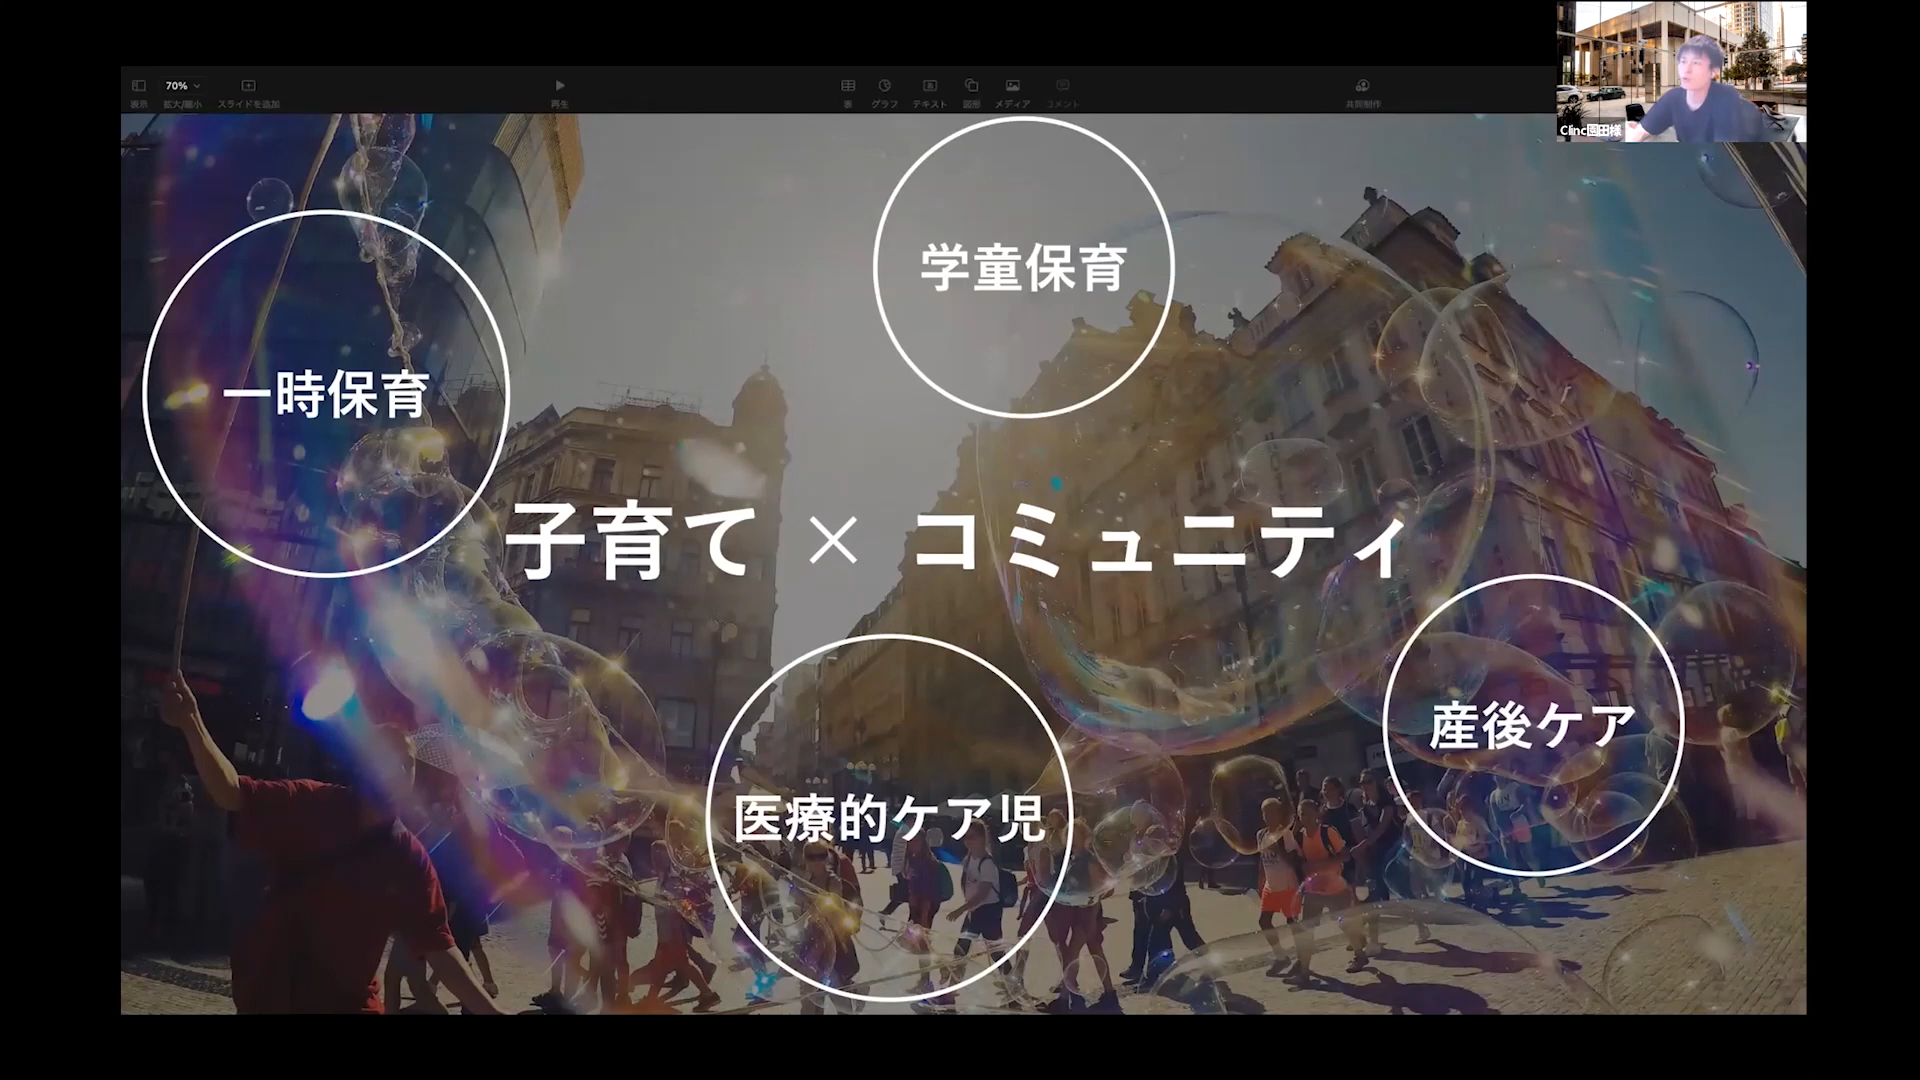 70%
表示
拡大/縮小
スライドを追加
再生
表
グラフ
テキスト
図形
メディア
コメント
共同制作
Clinc園田様
学童保育
一時保育
子育て × コミュニティ
産後ケア
医療的ケア児